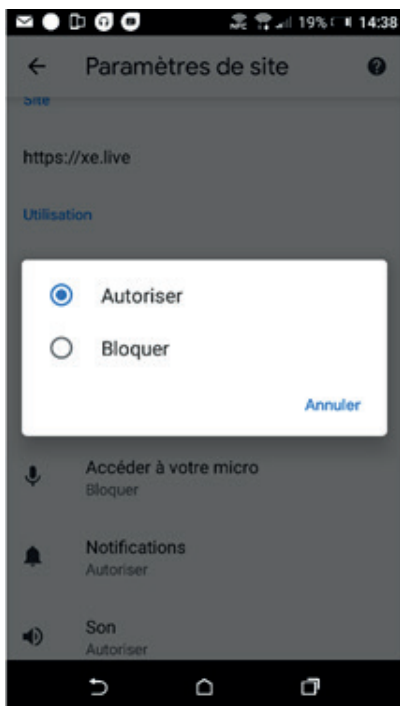 19% 14:38
Paramètres de site
Site
https://xe.live
Utilisation
Autoriser
Bloquer
Annuler
Accéder à votre micro
Bloquer
Notifications
Autoriser
Son
Autoriser